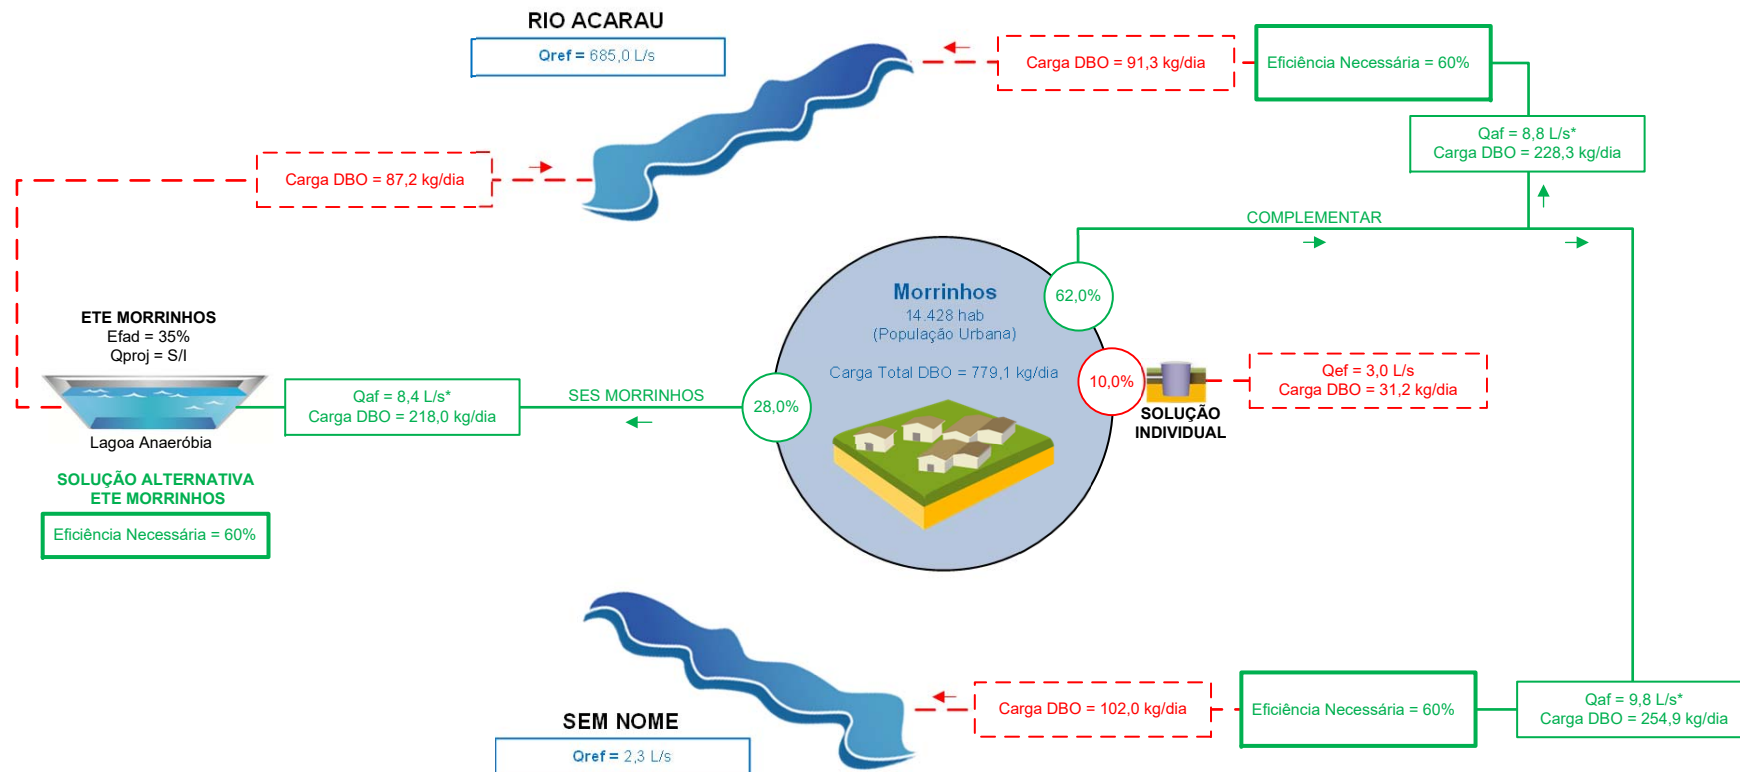 RIO ACARAU
Qref = 685,0 L/s
Carga DBO = 91,3 kg/dia
Eficiência Necessária = 60%
Qaf = 8,8 L/s*
Carga DBO = 228,3 kg/dia
Carga DBO = 87,2 kg/dia
COMPLEMENTAR
62,0%
Morrinhos
14.428 hab
(População Urbana)
Carga Total DBO = 779,1 kg/dia
ETE MORRINHOS
Efad = 35%
Qproj = S/I
Lagoa Anaeróbia
Qaf = 8,4 L/s*
Carga DBO = 218,0 kg/dia
SES MORRINHOS
28,0%
10,0%
SOLUÇÃO
INDIVIDUAL
Qef = 3,0 L/s
Carga DBO = 31,2 kg/dia
SOLUÇÃO ALTERNATIVA
ETE MORRINHOS
Eficiência Necessária = 60%
SEM NOME
Qref = 2,3 L/s
Carga DBO = 102,0 kg/dia
Eficiência Necessária = 60%
Qaf = 9,8 L/s*
Carga DBO = 254,9 kg/dia